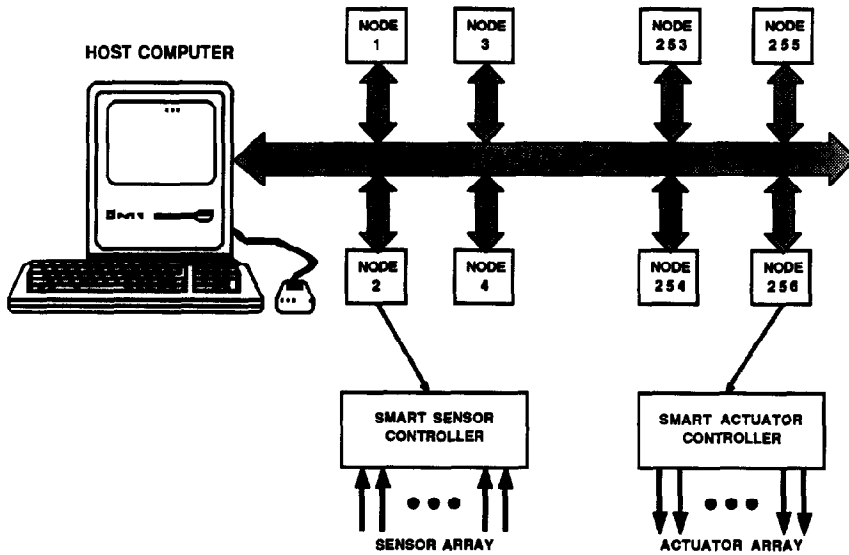 HOST COMPUTER
NODE
1
NODE
3
NODE
253
NODE
255
NODE
2
NODE
4
NODE
254
NODE
256
SMART SENSOR
CONTROLLER
SMART ACTUATOR
CONTROLLER
SENSOR ARRAY
ACTUATOR ARRAY